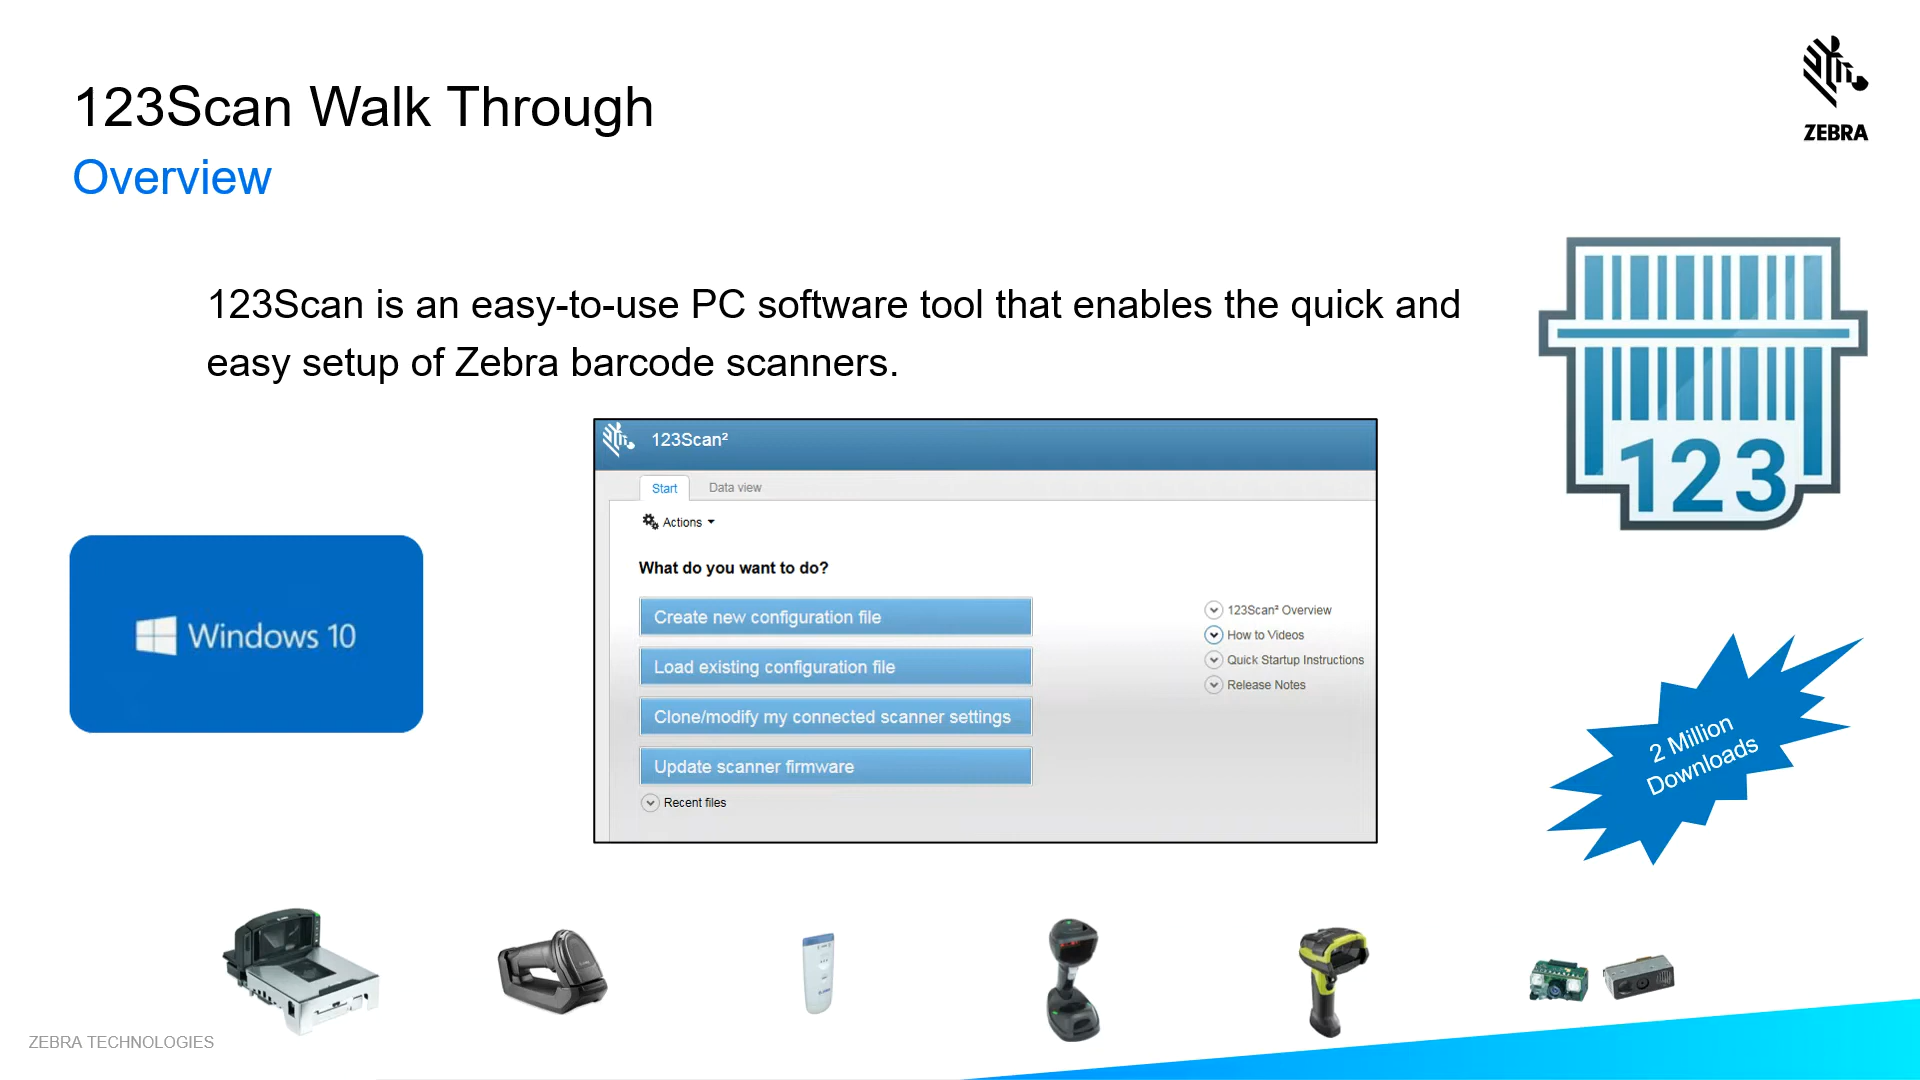 123Scan Walk Through
ZEBRA
Overview
123Scan is an easy-to-use PC software tool that enables the quick and
easy setup of Zebra barcode scanners.
123
123Scan²
Start
Data view
Actions
What do you want to do?
Create new configuration file
Load existing configuration file
Clone/modify my connected scanner settings
Update scanner firmware
Recent files
123Scan² Overview
How to Videos
Quick Startup Instructions
Release Notes
Windows 10
2 Million
Downloads
ZEBRA TECHNOLOGIES